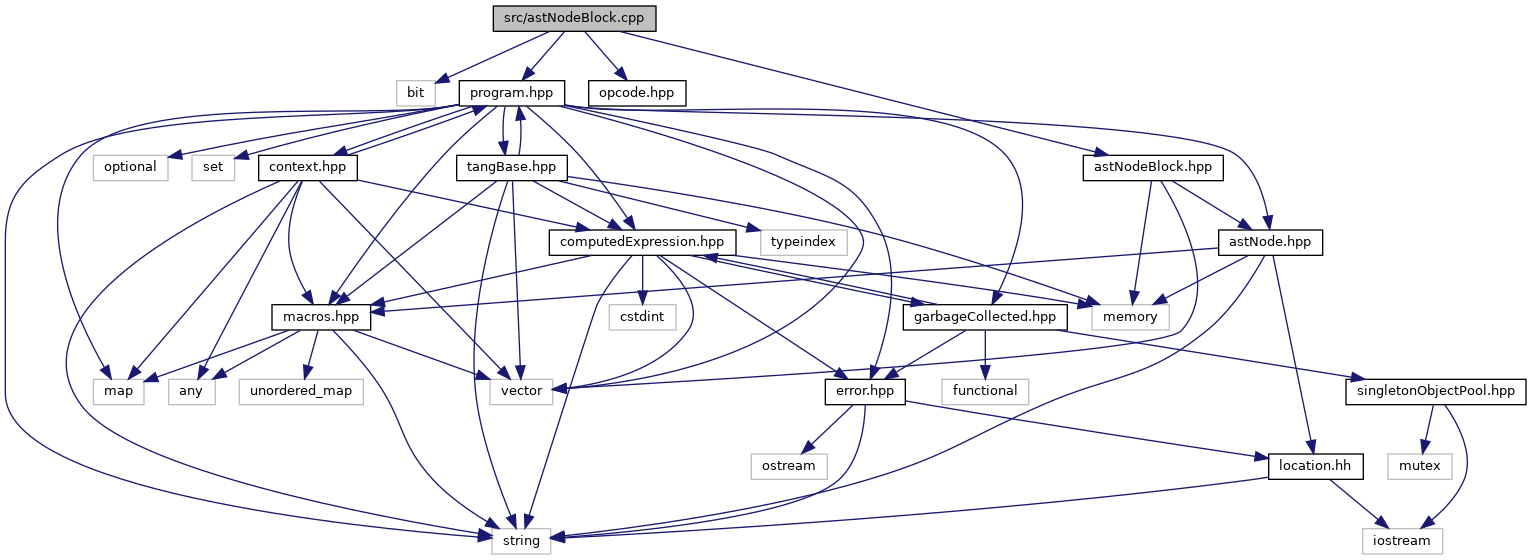 src/astNodeBlock.cpp
bit
program.hpp
opcode.hpp
optional
set
context.hpp
tangBase.hpp
astNodeBlock.hpp
computedExpression.hpp
typeindex
astNode.hpp
macros.hpp
cstdint
garbageCollected.hpp
memory
map
any
unordered_map
vector
error.hpp
functional
singletonObjectPool.hpp
ostream
location.hh
mutex
string
iostream